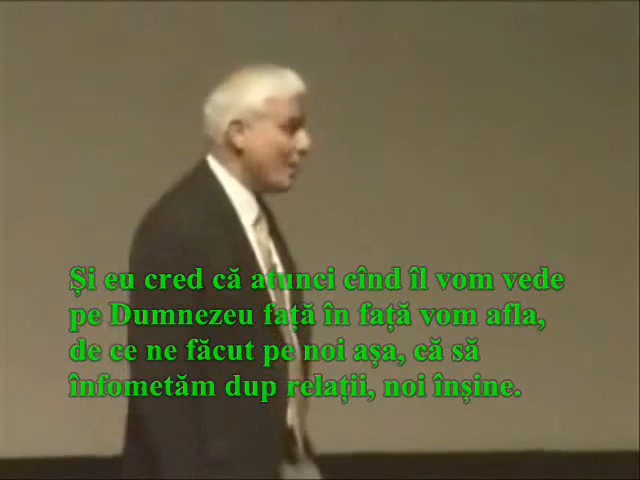 Și eu cred că atunci cînd îl vom vede
pe Dumnezeu față în față vom afla,
de ce ne făcut pe noi așa, că să
înfometăm dup relații, noi înșine.